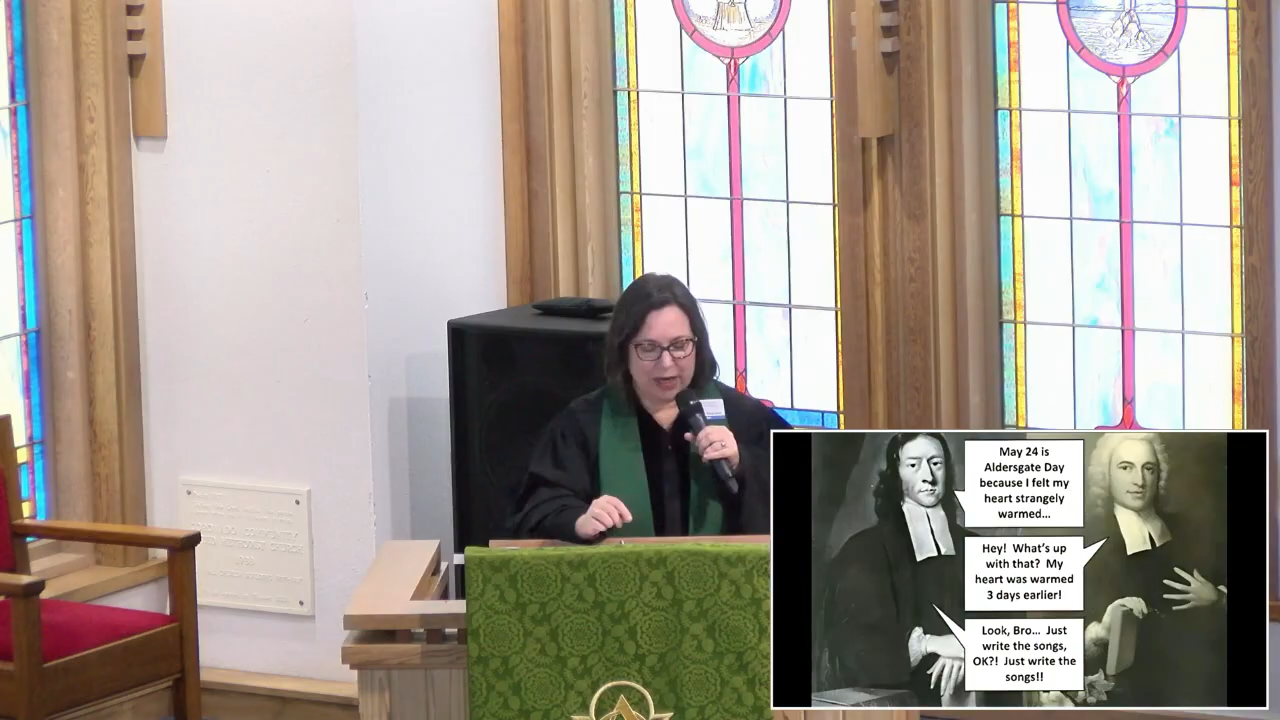 May 24 is
Aldersgate Day
because I felt my
heart strangely
warmed...
Hey! What's up
with that? My
heart was warmed
3 days earlier!
Look, Bro... Just
write the songs,
OK?! Just write the
songs!!